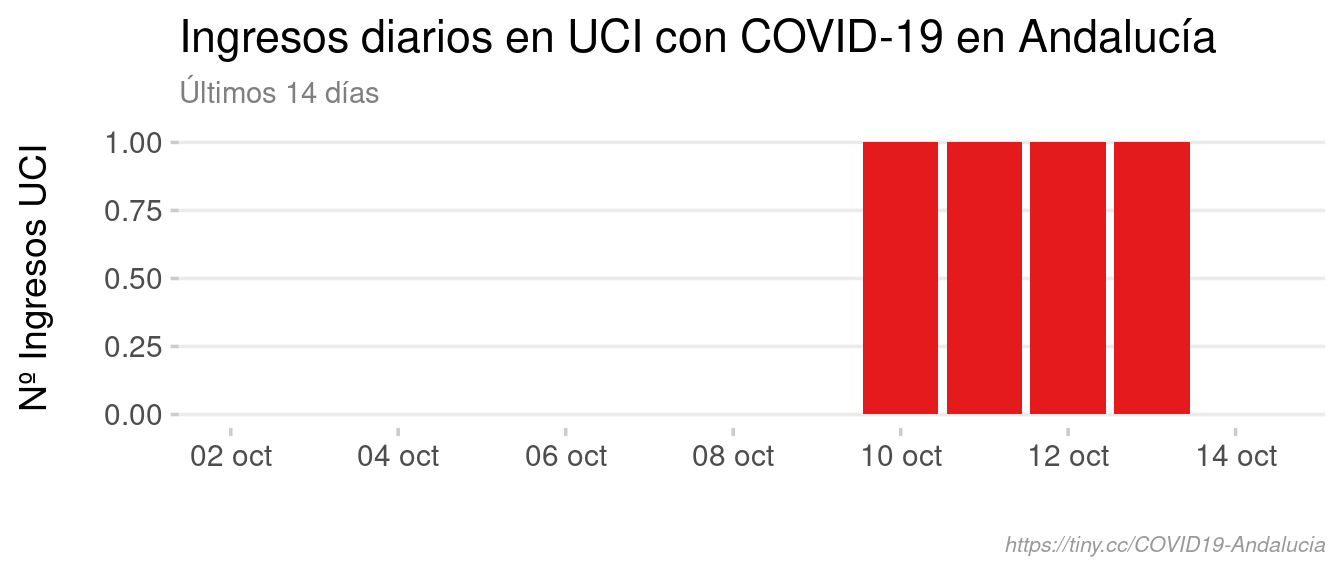 Ingresos diarios en UCI con COVID-19 en Andalucía
Últimos 14 días
Nº Ingresos UCI
1.00
0.75
0.50
0.25
0.00
02 oct 04 oct 06 oct 08 oct 10 oct 12 oct 14 oct
https://tiny.cc/COVID19-Andalucia